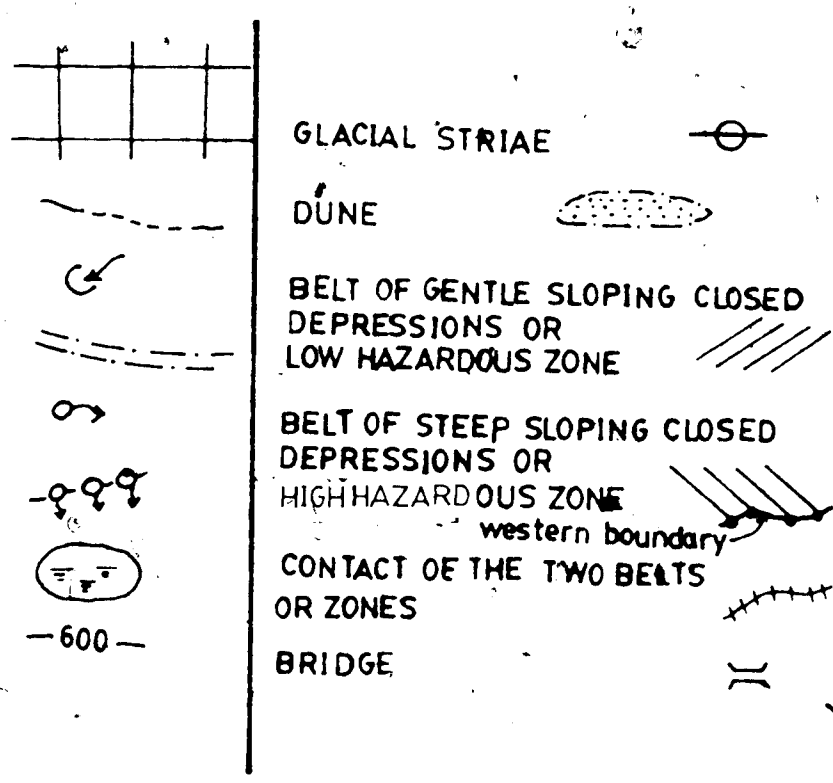 GLACIAL STRIAE
DUNE
BELT OF GENTLE SLOPING CLOSED
DEPRESSIONS OR
LOW HAZARDOUS ZONE
BELT OF STEEP SLOPING CLOSED
DEPRESSIONS OR
HIGH HAZARDOUS ZONE
western boundary
CONTACT OF THE TWO BELTS
OR ZONES
—600—
BRIDGE